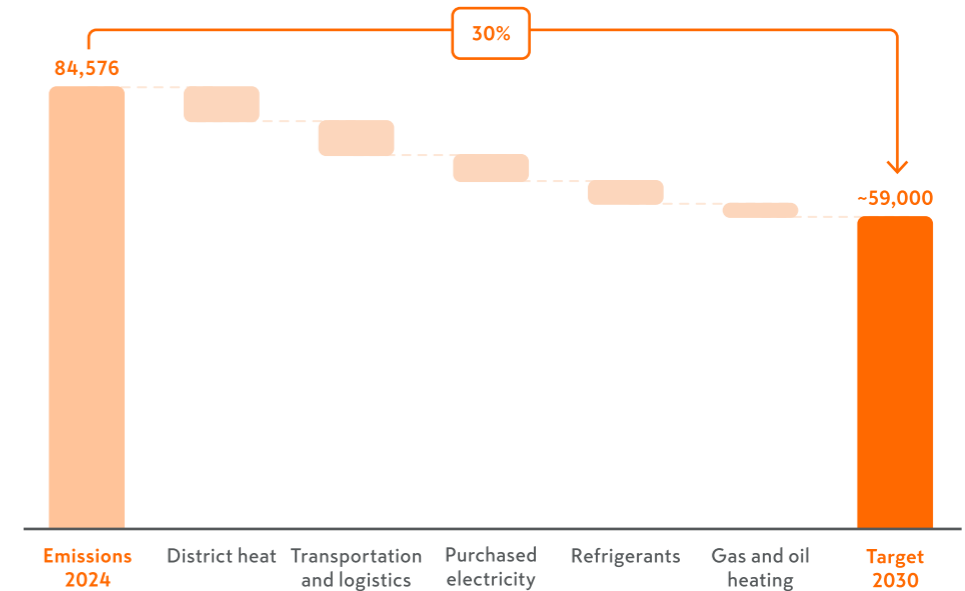 30%
84,576
~59,000
Emissions
2024
District heat
Transportation
and logistics
Purchased
electricity
Refrigerants
Gas and oil
heating
Target
2030